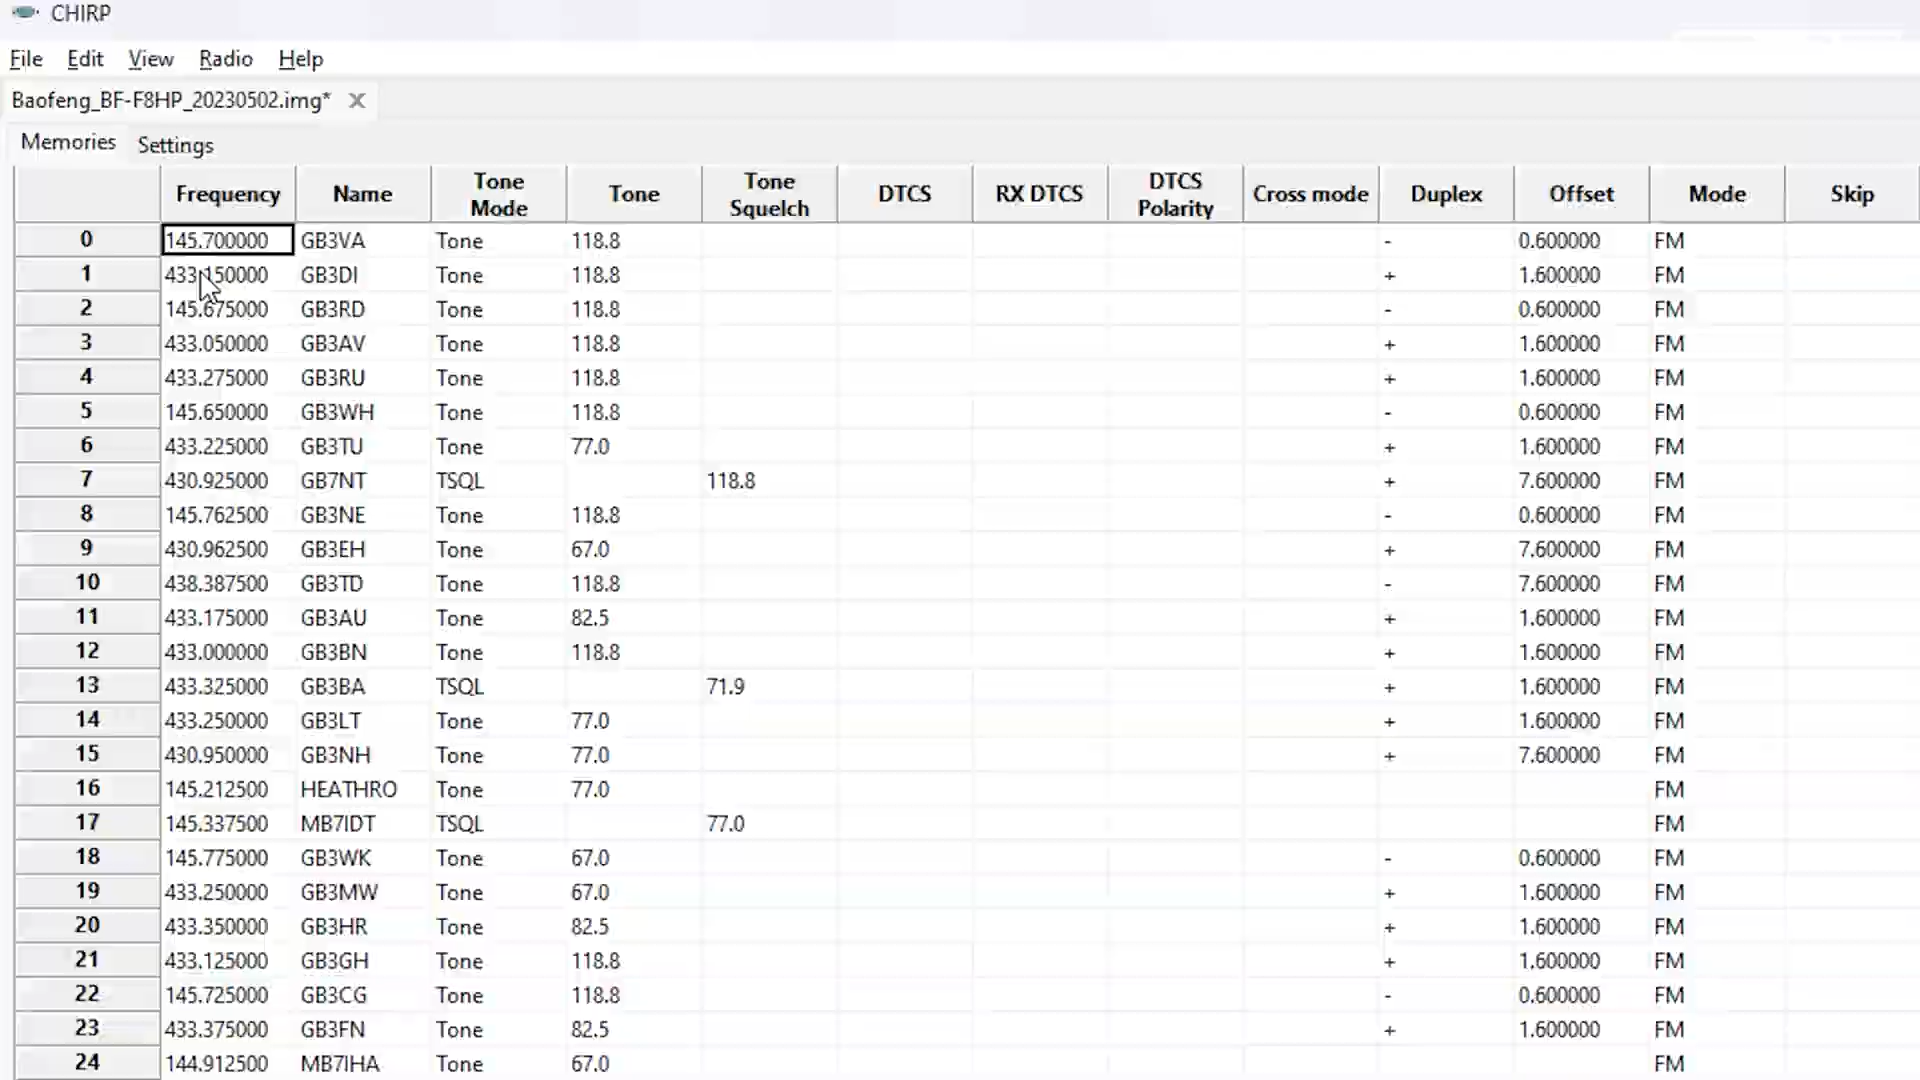 CHIRP
File Edit View Radio Help
Baofeng_BF-F8HP_20230502.img*
Memories Settings
Frequency Name Tone Mode Tone Tone Squelch DTCS RX DTCS DTCS Polarity Cross mode Duplex Offset Mode Skip
0 145.700000 GB3VA Tone 118.8 - 0.600000 FM
1 433.150000 GB3DI Tone 118.8 + 1.600000 FM
2 145.675000 GB3RD Tone 118.8 - 0.600000 FM
3 433.050000 GB3AV Tone 118.8 + 1.600000 FM
4 433.275000 GB3RU Tone 118.8 + 1.600000 FM
5 145.650000 GB3WH Tone 118.8 - 0.600000 FM
6 433.225000 GB3TU Tone 77.0 + 1.600000 FM
7 430.925000 GB7NT TSQL 118.8 + 7.600000 FM
8 145.762500 GB3NE Tone 118.8 - 0.600000 FM
9 430.962500 GB3EH Tone 67.0 + 7.600000 FM
10 438.387500 GB3TD Tone 118.8 - 7.600000 FM
11 433.175000 GB3AU Tone 82.5 + 1.600000 FM
12 433.000000 GB3BN Tone 118.8 + 1.600000 FM
13 433.325000 GB3BA TSQL 71.9 + 1.600000 FM
14 433.250000 GB3LT Tone 77.0 + 1.600000 FM
15 430.950000 GB3NH Tone 77.0 + 7.600000 FM
16 145.212500 HEATHRO Tone 77.0 FM
17 145.337500 MB7IDT TSQL 77.0 FM
18 145.775000 GB3WK Tone 67.0 - 0.600000 FM
19 433.250000 GB3MW Tone 67.0 + 1.600000 FM
20 433.350000 GB3HR Tone 82.5 + 1.600000 FM
21 433.125000 GB3GH Tone 118.8 + 1.600000 FM
22 145.725000 GB3CG Tone 118.8 - 0.600000 FM
23 433.375000 GB3FN Tone 82.5 + 1.600000 FM
24 144.912500 MB7IHA Tone 67.0 FM